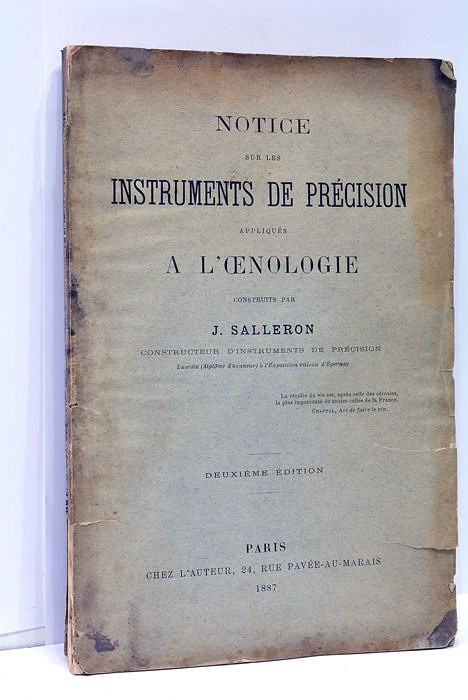 NOTICE
SUR LES
INSTRUMENTS DE PRÉCISION
APPLIQUÉS
A L'ŒNOLOGIE
CONSTRUITS PAR
J. SALLERON
CONSTRUCTEUR D'INSTRUMENTS DE PRÉCISION
Lauréat (diplôme d'honneur) à l'Exposition vinicole d'Épernay
La récolte du vin est, après celle des céréales,
la plus importante de toutes celles de la France.
CHAPTAL, Art de faire le vin.
DEUXIÈME ÉDITION
PARIS
CHEZ L'AUTEUR, 24, RUE PAVÉE-AU-MARAIS
1887